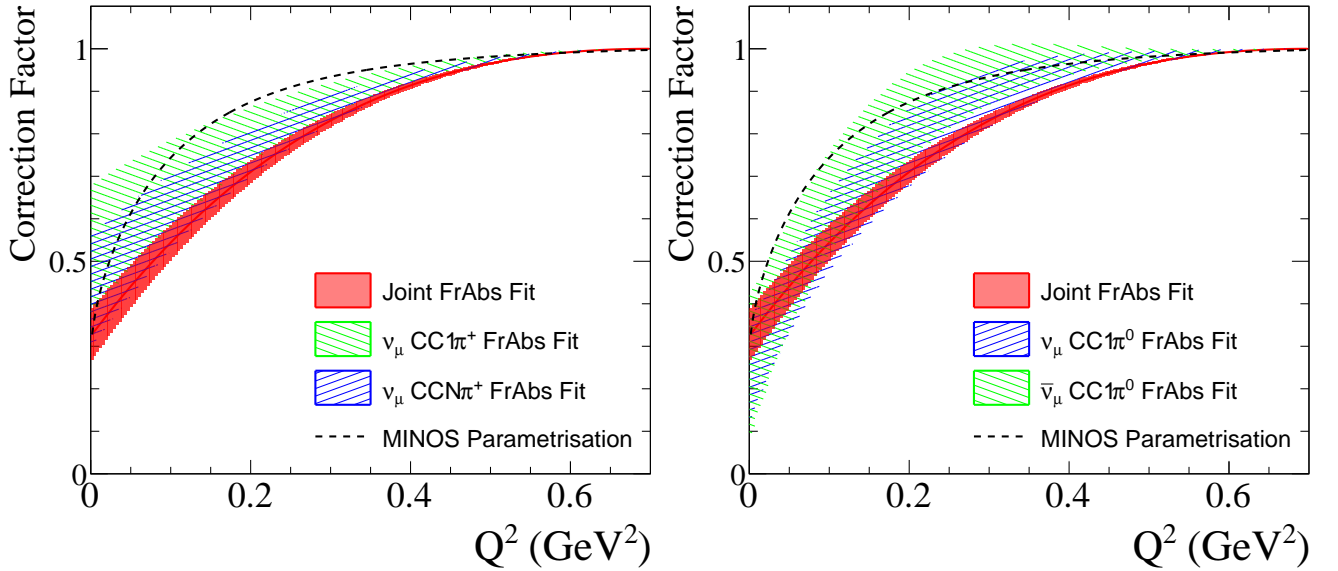 Correction Factor
1
0.5
0
Joint FrAbs Fit
νμ CC1π⁺ FrAbs Fit
νμ CCNπ⁺ FrAbs Fit
MINOS Parametrisation
0 0.2 0.4 0.6
Q² (GeV²)
Correction Factor
1
0.5
0
Joint FrAbs Fit
νμ CC1π⁰ FrAbs Fit
ν̅μ CC1π⁰ FrAbs Fit
MINOS Parametrisation
0 0.2 0.4 0.6
Q² (GeV²)